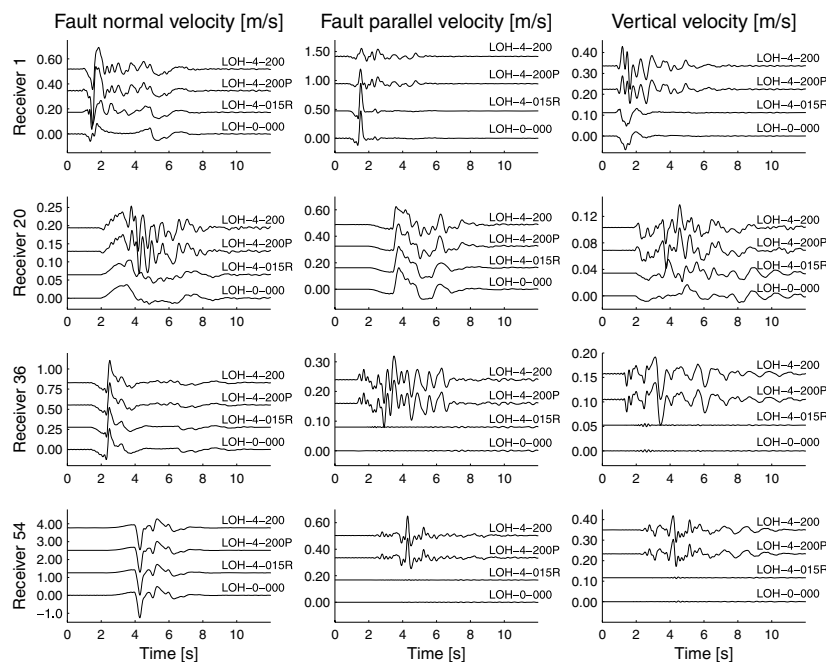 Fault normal velocity [m/s] Fault parallel velocity [m/s] Vertical velocity [m/s]
Receiver 1
0.60 0.40 0.20 0.00
LOH-4-200
LOH-4-200P
LOH-4-015R
LOH-0-000
0 2 4 6 8 10
1.50 1.00 0.50 0.00
LOH-4-200
LOH-4-200P
LOH-4-015R
LOH-0-000
0 2 4 6 8 10
0.40 0.30 0.20 0.10 0.00
LOH-4-200
LOH-4-200P
LOH-4-015R
LOH-0-000
0 2 4 6 8 10
Receiver 20
0.25 0.20 0.15 0.10 0.05 0.00
LOH-4-200
LOH-4-200P
LOH-4-015R
LOH-0-000
0 2 4 6 8 10
0.60 0.40 0.20 0.00
LOH-4-200
LOH-4-200P
LOH-4-015R
LOH-0-000
0 2 4 6 8 10
0.12 0.08 0.04 0.00
LOH-4-200
LOH-4-200P
LOH-4-015R
LOH-0-000
0 2 4 6 8 10
Receiver 36
1.00 0.75 0.50 0.25 0.00
LOH-4-200
LOH-4-200P
LOH-4-015R
LOH-0-000
0 2 4 6 8 10
0.30 0.20 0.10 0.00
LOH-4-200
LOH-4-200P
LOH-4-015R
LOH-0-000
0 2 4 6 8 10
0.20 0.15 0.10 0.05 0.00
LOH-4-200
LOH-4-200P
LOH-4-015R
LOH-0-000
0 2 4 6 8 10
Receiver 54
4.00 3.00 2.00 1.00 0.00 -1.0
LOH-4-200
LOH-4-200P
LOH-4-015R
LOH-0-000
0 2 4 6 8 10
Time [s]
0.60 0.40 0.20 0.00
LOH-4-200
LOH-4-200P
LOH-4-015R
LOH-0-000
0 2 4 6 8 10
Time [s]
0.40 0.30 0.20 0.10 0.00
LOH-4-200
LOH-4-200P
LOH-4-015R
LOH-0-000
0 2 4 6 8 10
Time [s]